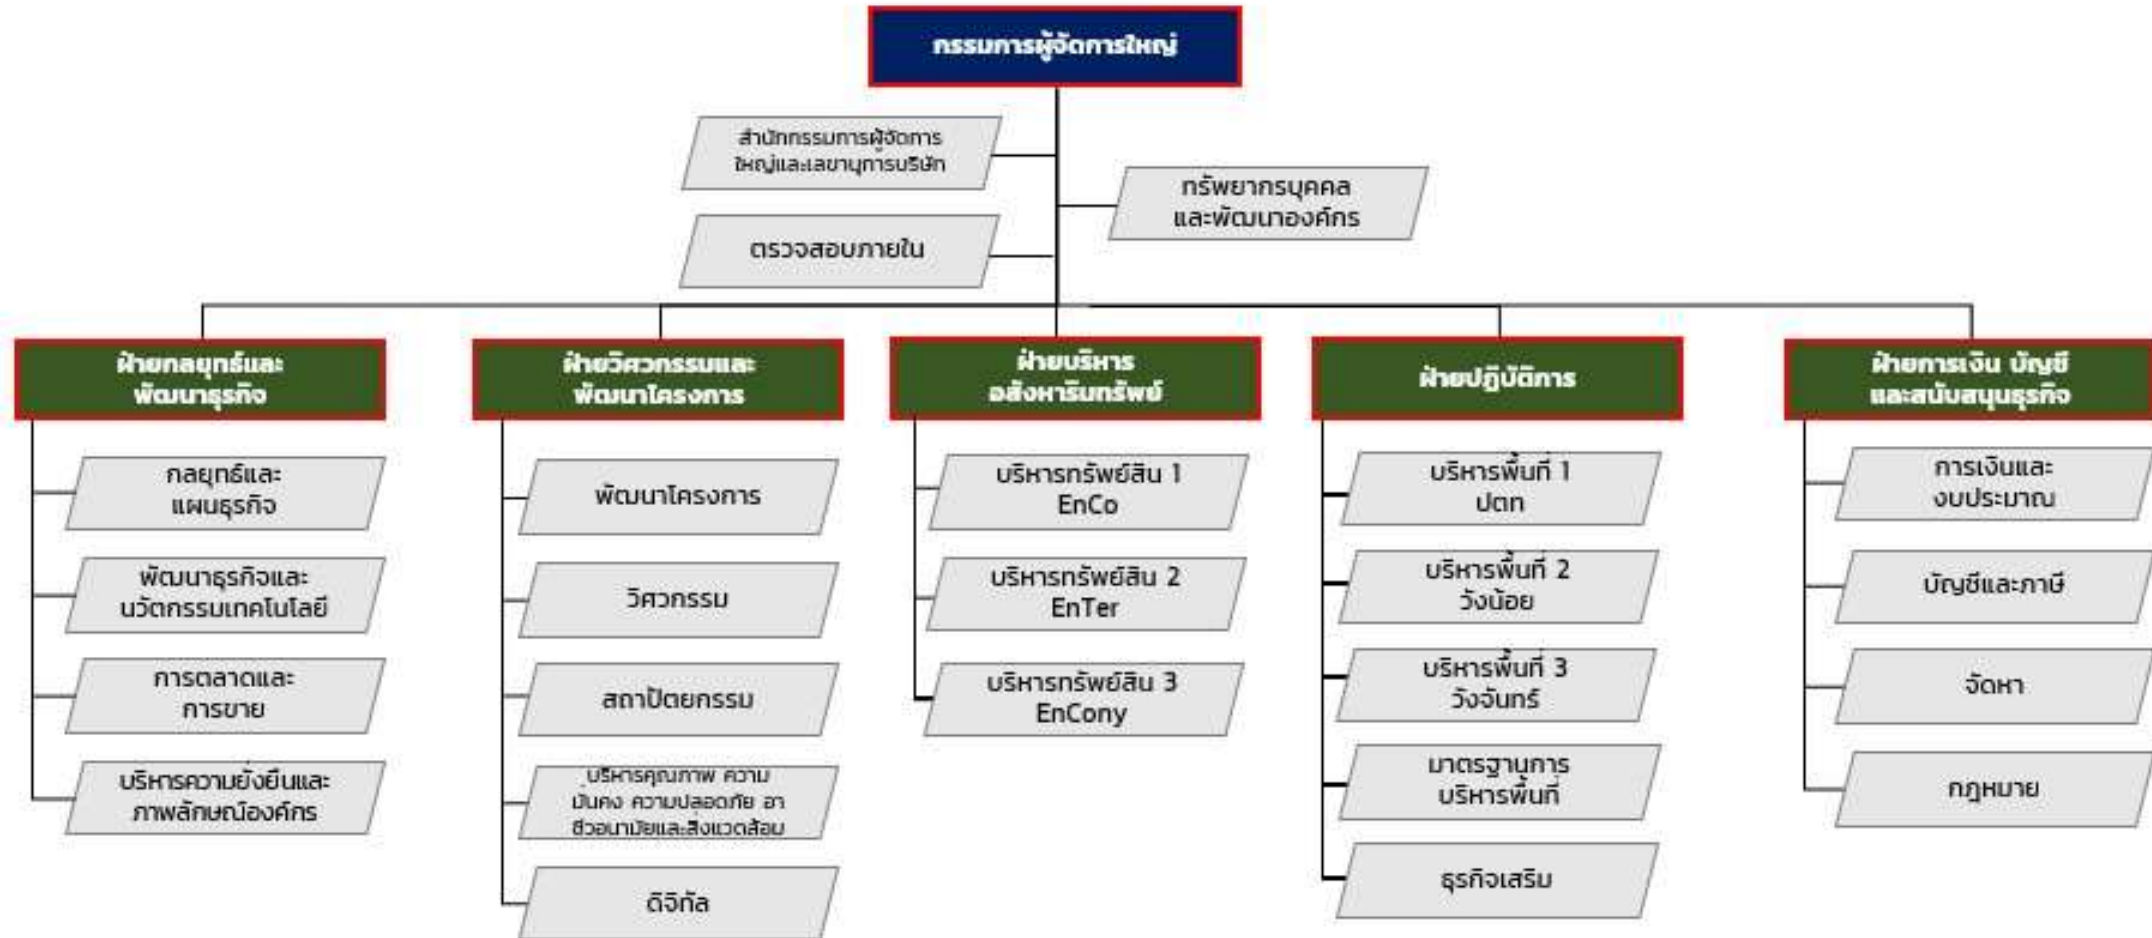 กรรมการผู้จัดการใหญ่
สำนักกรรมการผู้จัดการ
ใหญ่และเลขานุการบริษัท
ทรัพยากรบุคคล
และพัฒนาองค์กร
ตรวจสอบภายใน
ฝ่ายกลยุทธ์และ
พัฒนาธุรกิจ
กลยุทธ์และ
แผนธุรกิจ
พัฒนาธุรกิจและ
นวัตกรรมเทคโนโลยี
การตลาดและ
การขาย
บริหารความยั่งยืนและ
ภาพลักษณ์องค์กร
ฝ่ายวิศวกรรมและ
พัฒนาโครงการ
พัฒนาโครงการ
วิศวกรรม
สถาปัตยกรรม
บริหารคุณภาพ ความ
มั่นคง ความปลอดภัย อา
ชีวอนามัยและสิ่งแวดล้อม
ดิจิทัล
ฝ่ายบริหาร
อสังหาริมทรัพย์
บริหารทรัพย์สิน 1
EnCo
บริหารทรัพย์สิน 2
EnTer
บริหารทรัพย์สิน 3
EnCony
ฝ่ายปฏิบัติการ
บริหารพื้นที่ 1
ปตท
บริหารพื้นที่ 2
วังน้อย
บริหารพื้นที่ 3
วังจันทร์
มาตรฐานการ
บริหารพื้นที่
ธุรกิจเสริม
ฝ่ายการเงิน บัญชี
และสนับสนุนธุรกิจ
การเงินและ
งบประมาณ
บัญชีและภาษี
จัดหา
กฎหมาย